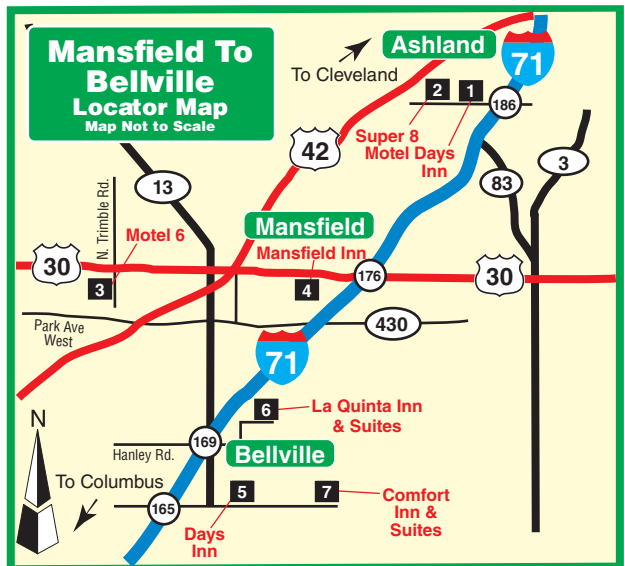 Mansfield To
Bellville
Locator Map
Map Not to Scale
To Cleveland
Ashland
71
2
1
186
Super 8
Motel
Days
Inn
42
13
N. Trimble Rd.
83
3
Mansfield
Motel 6
Mansfield Inn
30
176
30
3
4
Park Ave
West
430
71
6
La Quinta Inn
& Suites
N
169
Hanley Rd.
Bellville
To Columbus
5
7
165
Days
Inn
Comfort
Inn &
Suites